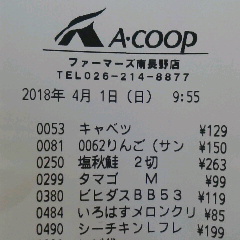 A・COOP
ファーマーズ南長野店
TEL026-214-8877
2018年 4月 1日(日) 9:55
0053 キャベツ ¥129
0081 0062りんご(サン 150
0250 塩秋鮭 2切 ¥263
0299 タマゴ M ¥99
0380 ビヒダスBB53 ¥119
0484 いろはすメロンクリ ¥85
0490 シーチキンLフレ ¥199